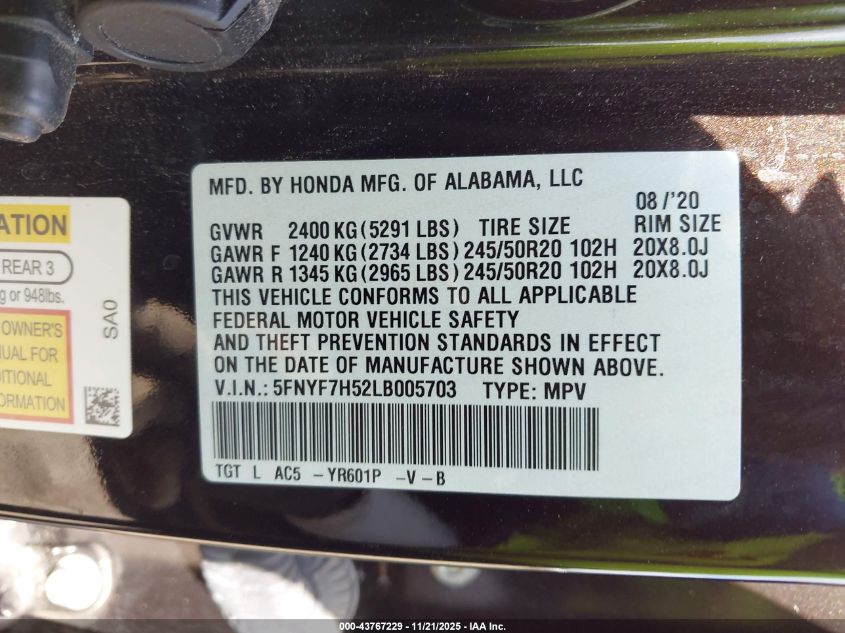 MFD. BY HONDA MFG. OF ALABAMA, LLC
08/'20
GVWR 2400 KG (5291 LBS) TIRE SIZE RIM SIZE
GAWR F 1240 KG (2734 LBS) 245/50R20 102H 20X8.0J
GAWR R 1345 KG (2965 LBS) 245/50R20 102H 20X8.0J
THIS VEHICLE CONFORMS TO ALL APPLICABLE
FEDERAL MOTOR VEHICLE SAFETY
AND THEFT PREVENTION STANDARDS IN EFFECT
ON THE DATE OF MANUFACTURE SHOWN ABOVE.
V.I.N.: 5FNYF7H52LB005703 TYPE: MPV
TGT L AC5 -YR601P -V-B
ATION
REAR 3
g or 948lbs.
OWNER'S
UAL FOR
DITIONAL
ORMATION
SA0
000-43767229 - 11/21/2025 - IAA Inc.